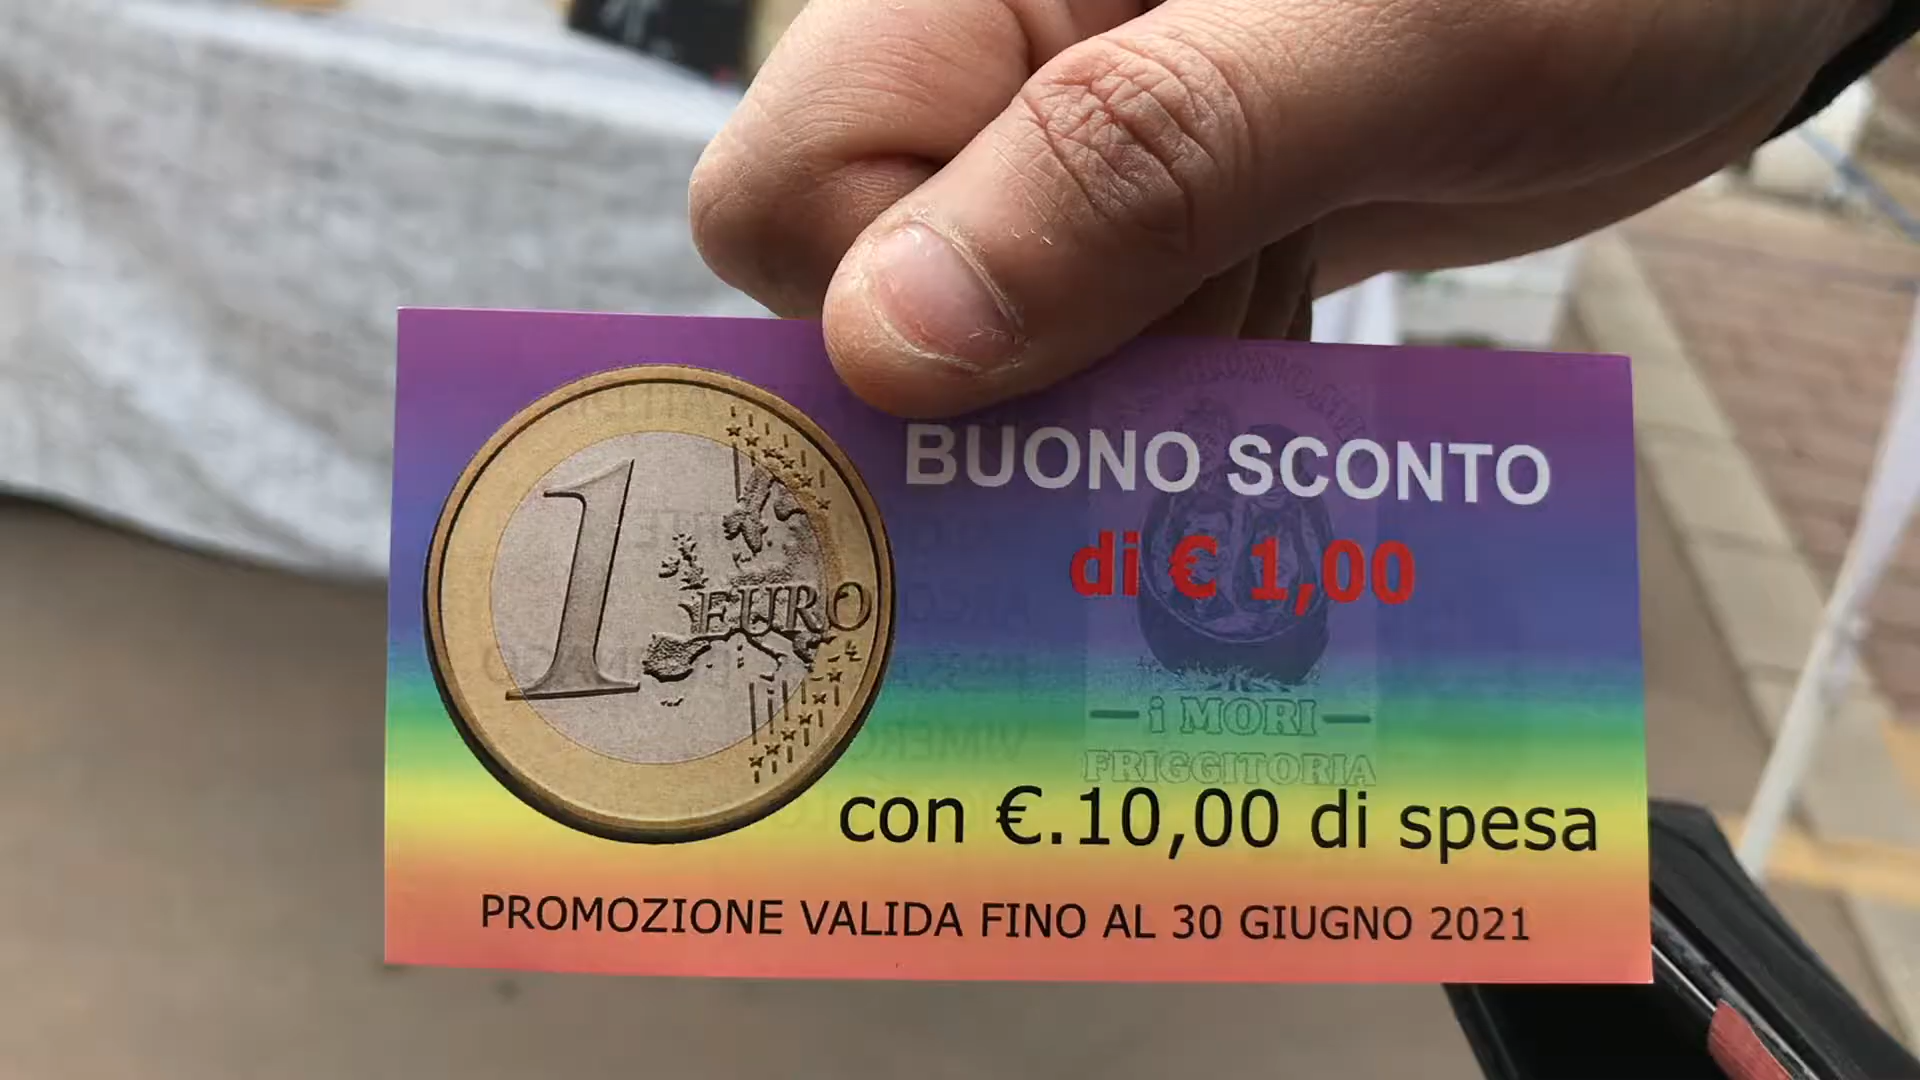 BUONO SCONTO
di € 1,00
1 EURO
— i MORI —
FRIGGITORIA
con €.10,00 di spesa
PROMOZIONE VALIDA FINO AL 30 GIUGNO 2021